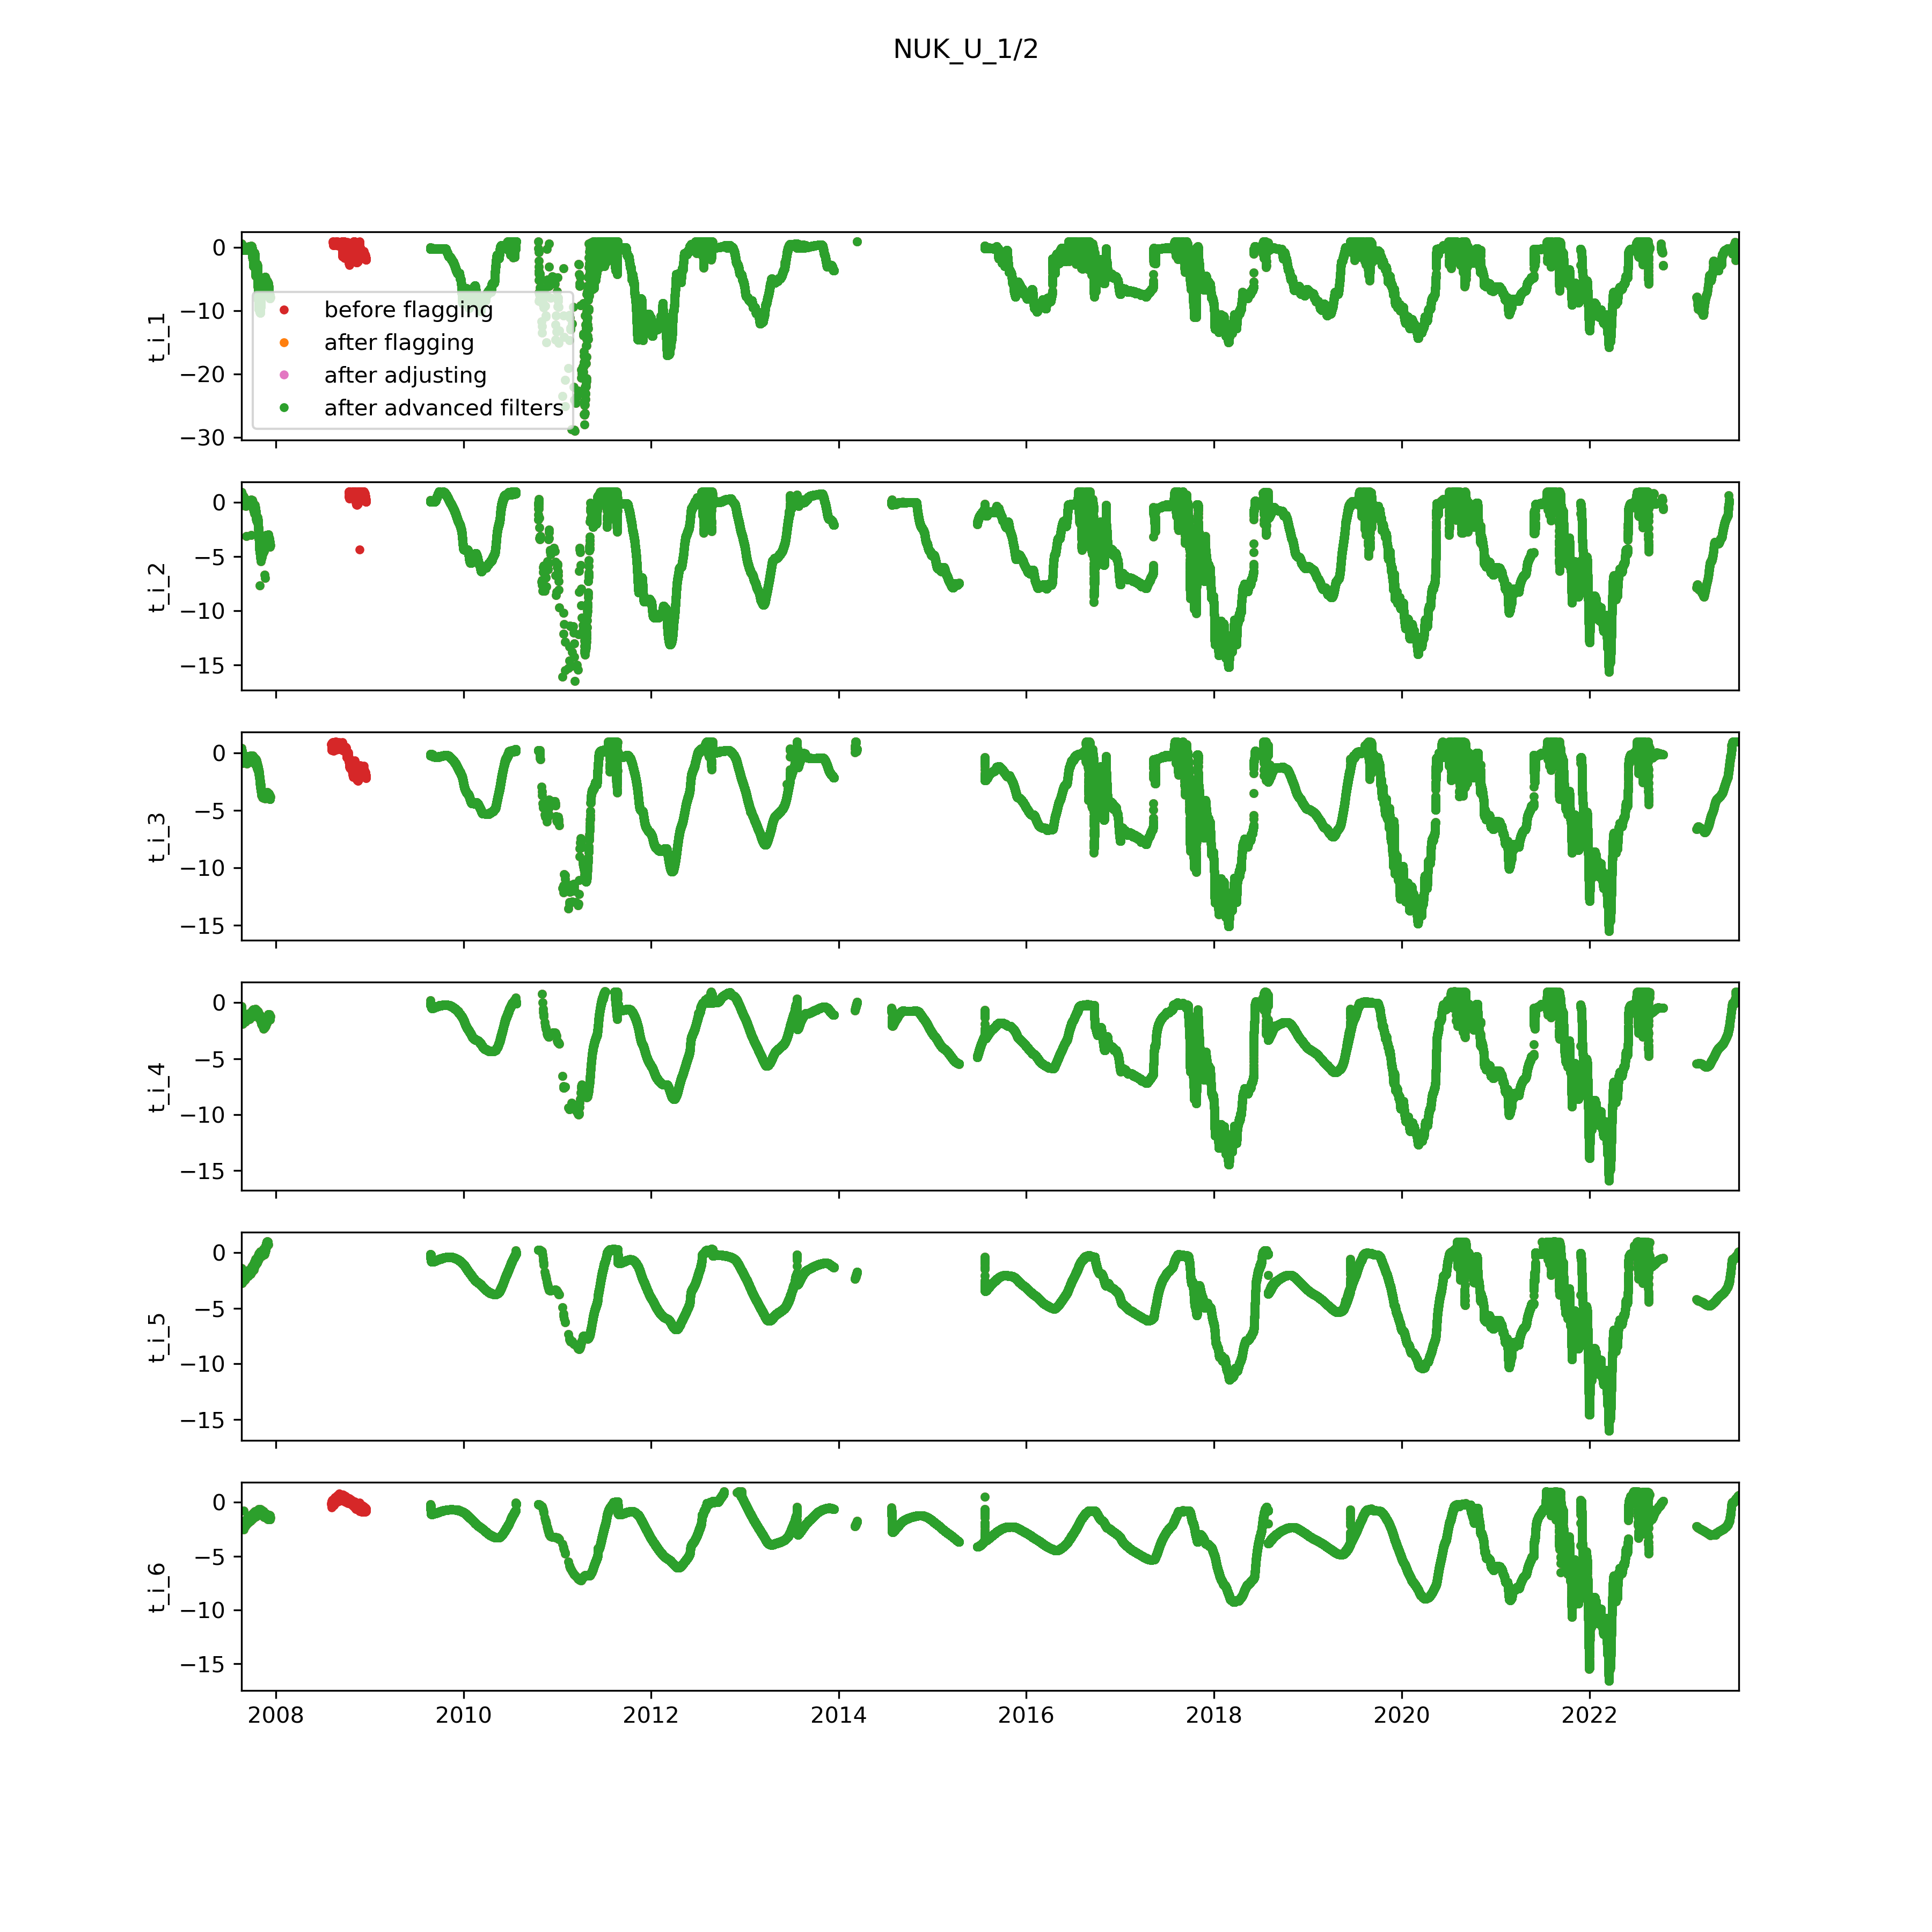 NUK_U_1/2
0
−10
−20
−30
t_i_1
before flagging
after flagging
after adjusting
after advanced filters
0
−5
−10
−15
t_i_2
0
−5
−10
−15
t_i_3
0
−5
−10
−15
t_i_4
0
−5
−10
−15
t_i_5
0
−5
−10
−15
t_i_6
2008 2010 2012 2014 2016 2018 2020 2022